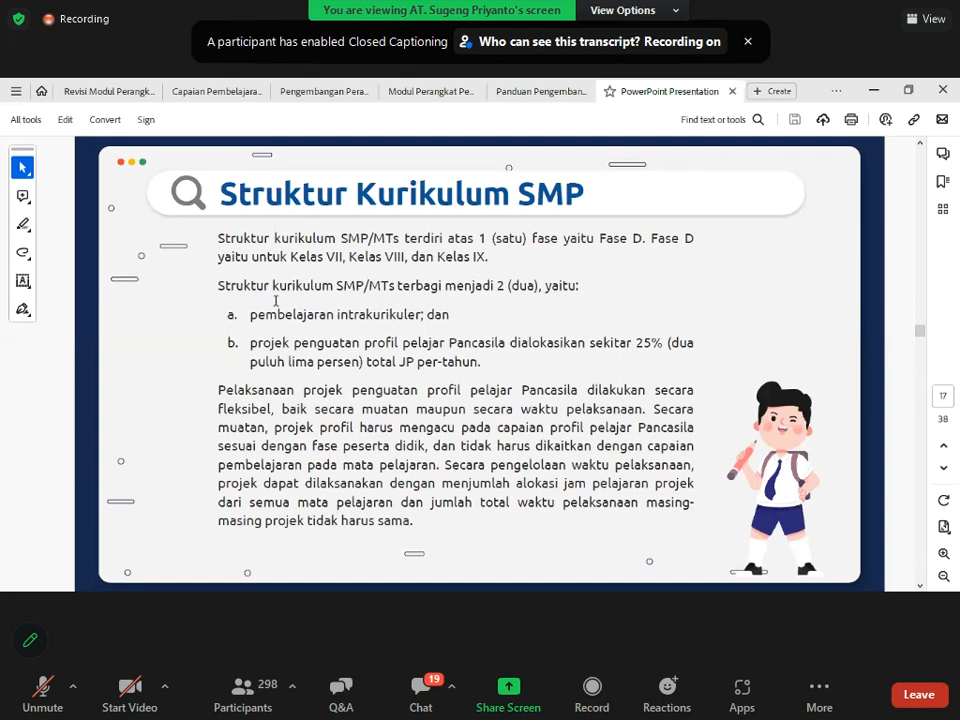 Recording
You are viewing AT. Sugeng Priyanto's screen
View Options
View
A participant has enabled Closed Captioning
Who can see this transcript? Recording on
Revisi Modul Perangk...
Capaian Pembelajara...
Pengembangan Pera...
Modul Perangkat Pe...
Panduan Pengemban...
PowerPoint Presentation
Create
All tools
Edit
Convert
Sign
Find text or tools
Struktur Kurikulum SMP
Struktur kurikulum SMP/MTs terdiri atas 1 (satu) fase yaitu Fase D. Fase D
yaitu untuk Kelas VII, Kelas VIII, dan Kelas IX.
Struktur kurikulum SMP/MTs terbagi menjadi 2 (dua), yaitu:
a. pembelajaran intrakurikuler; dan
b. projek penguatan profil pelajar Pancasila dialokasikan sekitar 25% (dua
puluh lima persen) total JP per-tahun.
Pelaksanaan projek penguatan profil pelajar Pancasila dilakukan secara
fleksibel, baik secara muatan maupun secara waktu pelaksanaan. Secara
muatan, projek profil harus mengacu pada capaian profil pelajar Pancasila
sesuai dengan fase peserta didik, dan tidak harus dikaitkan dengan capaian
pembelajaran pada mata pelajaran. Secara pengelolaan waktu pelaksanaan,
projek dapat dilaksanakan dengan menjumlah alokasi jam pelajaran projek
dari semua mata pelajaran dan jumlah total waktu pelaksanaan masing-
masing projek tidak harus sama.
17
38
Unmute
Start Video
298
Participants
Q&A
19
Chat
Share Screen
Record
Reactions
Apps
More
Leave